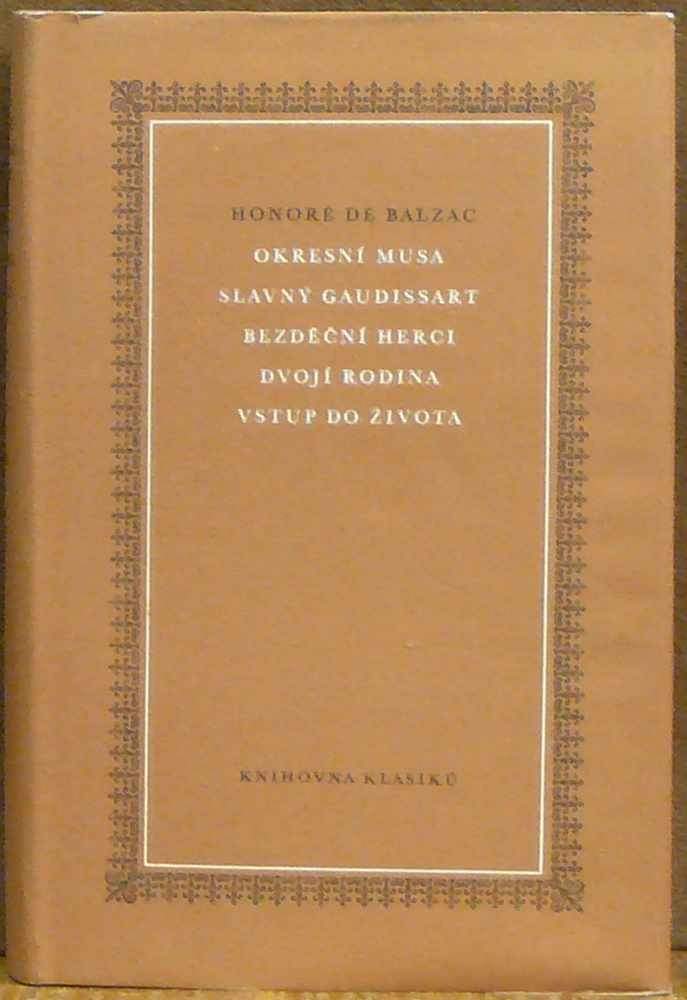 HONORÉ DE BALZAC
OKRESNÍ MUSA
SLAVNÝ GAUDISSART
BEZDĚČNÍ HERCI
DVOJÍ RODINA
VSTUP DO ŽIVOTA
KNIHOVNA KLASIKŮ